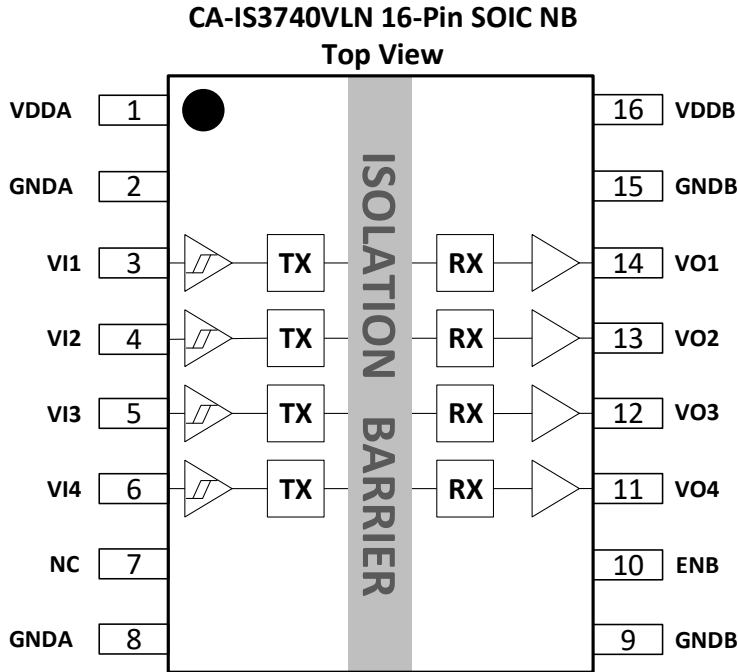 CA-IS3740VLN 16-Pin SOIC NB
Top View
VDDA 1 16 VDDB
GNDA 2 15 GNDB
VI1 3 TX RX 14 VO1
VI2 4 TX RX 13 VO2
VI3 5 TX RX 12 VO3
VI4 6 TX RX 11 VO4
NC 7 10 ENB
GNDA 8 9 GNDB
ISOLATION BARRIER